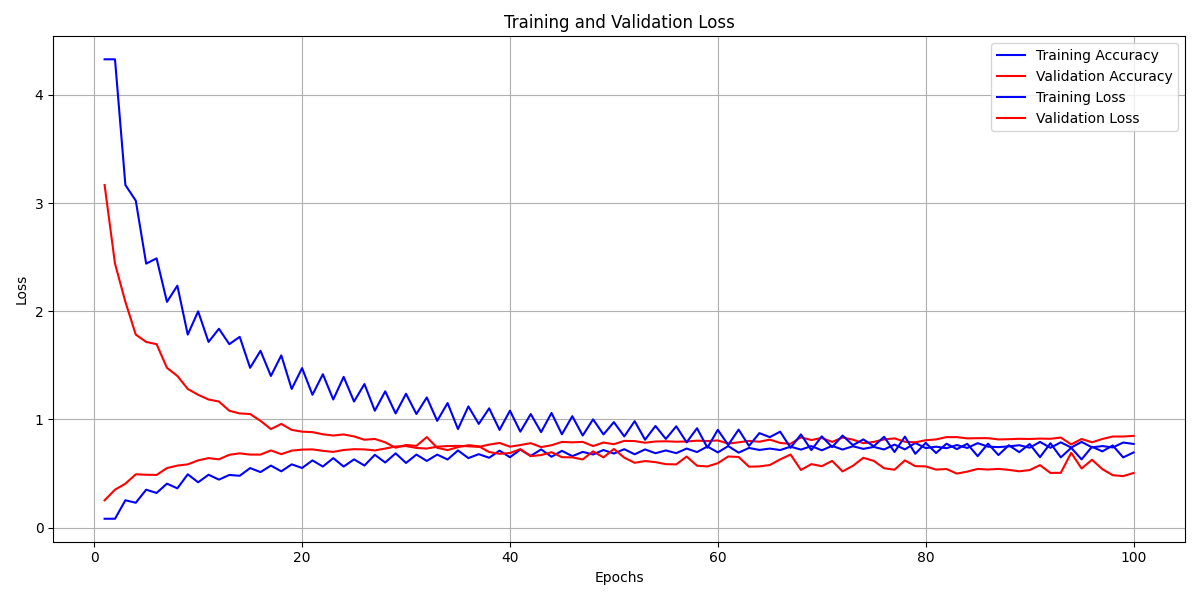 Training and Validation Loss
Training Accuracy
Validation Accuracy
Training Loss
Validation Loss
4
3
2
1
0
Loss
0 20 40 60 80 100
Epochs